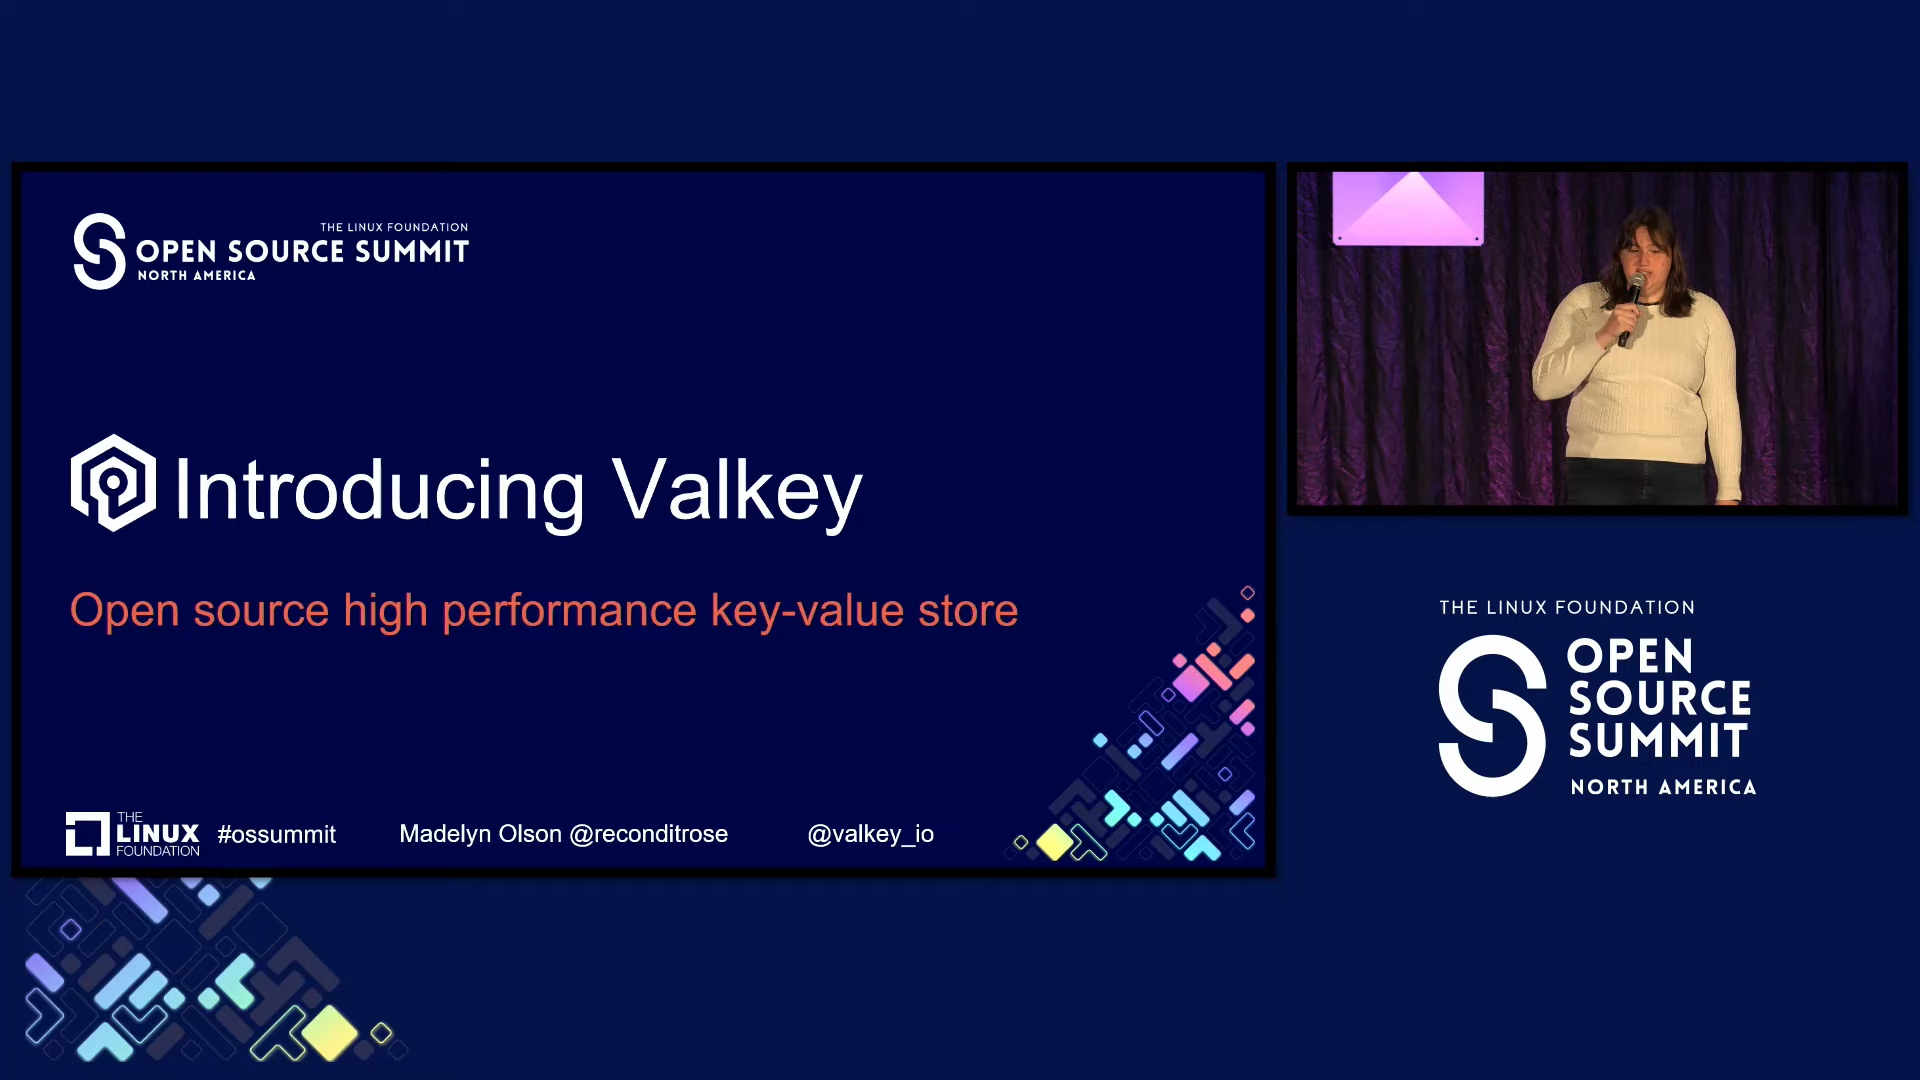 THE LINUX FOUNDATION
OPEN SOURCE SUMMIT
NORTH AMERICA
Introducing Valkey
Open source high performance key-value store
THE
LINUX
FOUNDATION
#ossummit
Madelyn Olson @reconditrose
@valkey_io
THE LINUX FOUNDATION
OPEN
SOURCE
SUMMIT
NORTH AMERICA